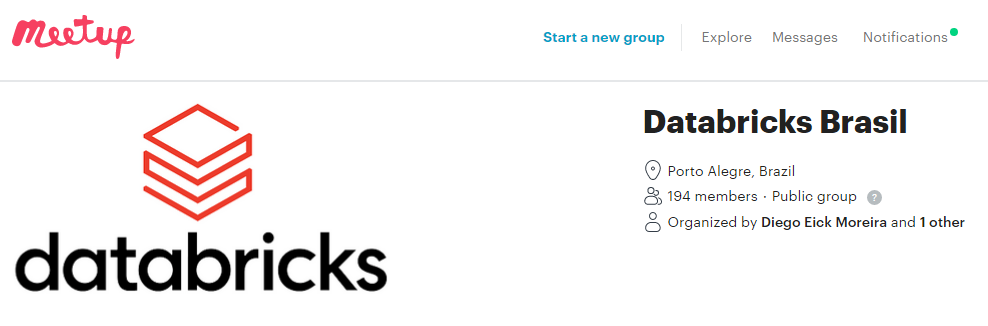 Meetup
Start a new group Explore Messages Notifications
databricks
Databricks Brasil
Porto Alegre, Brazil
194 members · Public group ?
Organized by Diego Eick Moreira and 1 other